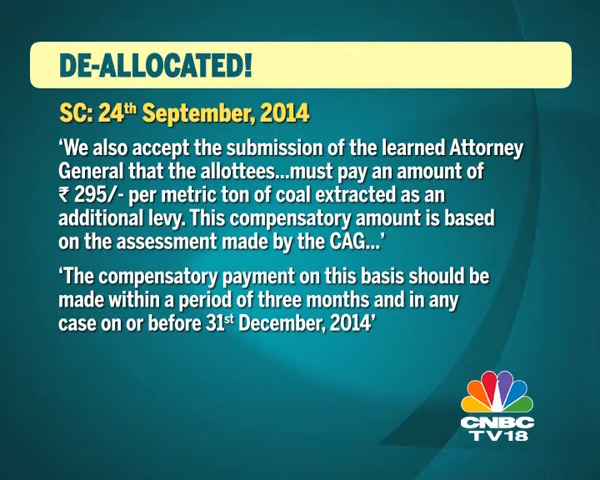 DE-ALLOCATED!
SC: 24th September, 2014
‘We also accept the submission of the learned Attorney
General that the allottees...must pay an amount of
₹ 295/- per metric ton of coal extracted as an
additional levy. This compensatory amount is based
on the assessment made by the CAG...’
‘The compensatory payment on this basis should be
made within a period of three months and in any
case on or before 31st December, 2014’
CNBC
TV18